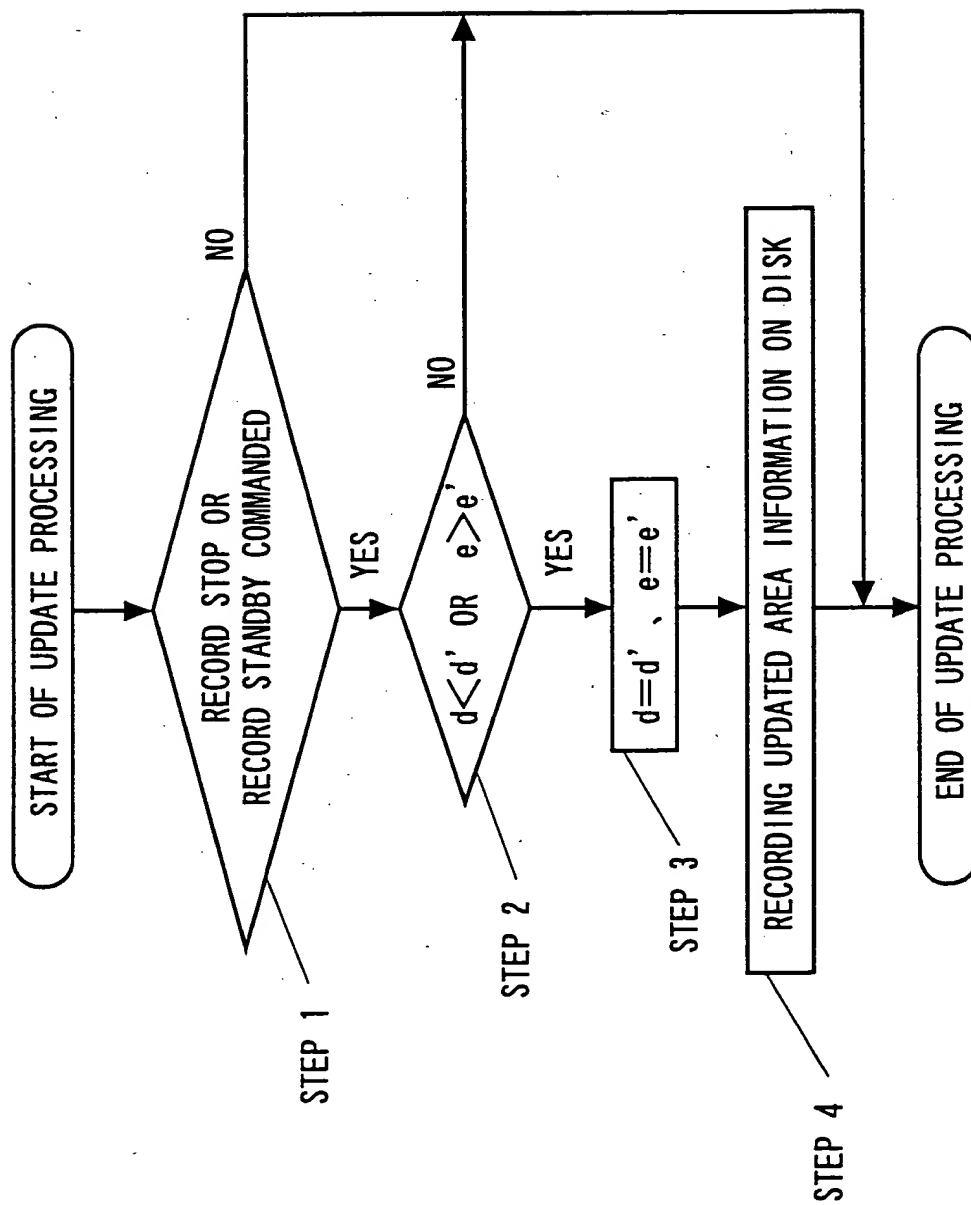 START OF UPDATE PROCESSING
RECORD STOP OR
RECORD STANDBY COMMANDED
NO
STEP 1
YES
d<d' OR e>e'
NO
STEP 2
YES
d=d'、e=e'
STEP 3
RECORDING UPDATED AREA INFORMATION ON DISK
STEP 4
END OF UPDATE PROCESSING